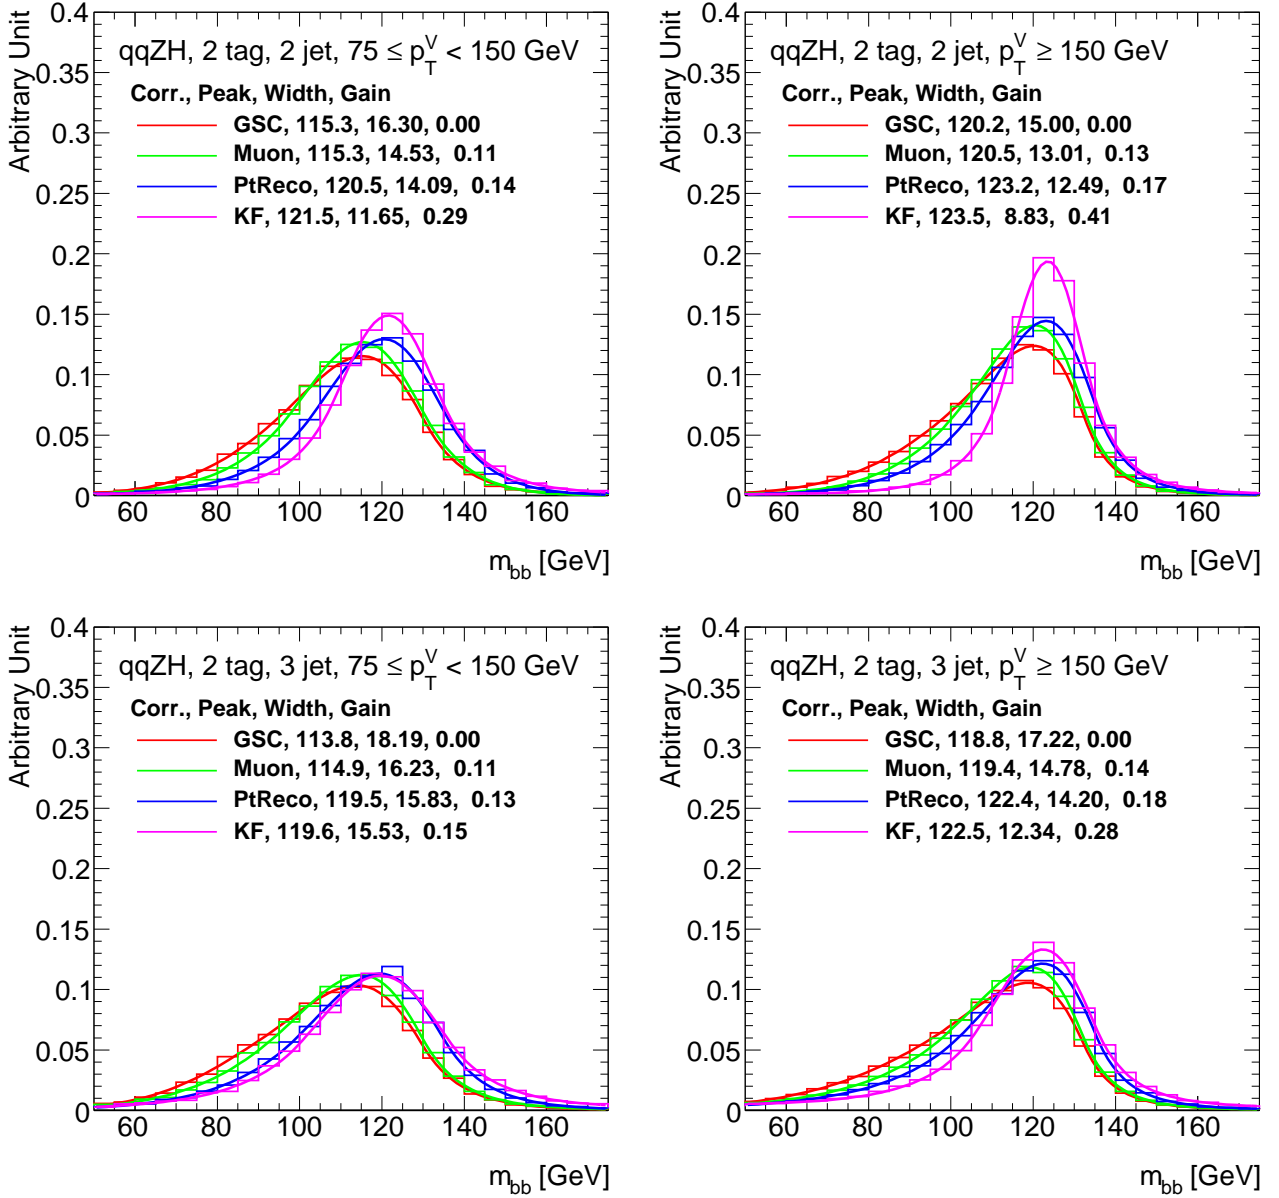 Arbitrary Unit
qqZH, 2 tag, 2 jet, 75 ≤ p_T^V < 150 GeV
Corr., Peak, Width, Gain
GSC, 115.3, 16.30, 0.00
Muon, 115.3, 14.53, 0.11
PtReco, 120.5, 14.09, 0.14
KF, 121.5, 11.65, 0.29
0.4
0.35
0.3
0.25
0.2
0.15
0.1
0.05
0
60 80 100 120 140 160
m_bb [GeV]
Arbitrary Unit
qqZH, 2 tag, 2 jet, p_T^V ≥ 150 GeV
Corr., Peak, Width, Gain
GSC, 120.2, 15.00, 0.00
Muon, 120.5, 13.01, 0.13
PtReco, 123.2, 12.49, 0.17
KF, 123.5, 8.83, 0.41
0.4
0.35
0.3
0.25
0.2
0.15
0.1
0.05
0
60 80 100 120 140 160
m_bb [GeV]
Arbitrary Unit
qqZH, 2 tag, 3 jet, 75 ≤ p_T^V < 150 GeV
Corr., Peak, Width, Gain
GSC, 113.8, 18.19, 0.00
Muon, 114.9, 16.23, 0.11
PtReco, 119.5, 15.83, 0.13
KF, 119.6, 15.53, 0.15
0.4
0.35
0.3
0.25
0.2
0.15
0.1
0.05
0
60 80 100 120 140 160
m_bb [GeV]
Arbitrary Unit
qqZH, 2 tag, 3 jet, p_T^V ≥ 150 GeV
Corr., Peak, Width, Gain
GSC, 118.8, 17.22, 0.00
Muon, 119.4, 14.78, 0.14
PtReco, 122.4, 14.20, 0.18
KF, 122.5, 12.34, 0.28
0.4
0.35
0.3
0.25
0.2
0.15
0.1
0.05
0
60 80 100 120 140 160
m_bb [GeV]